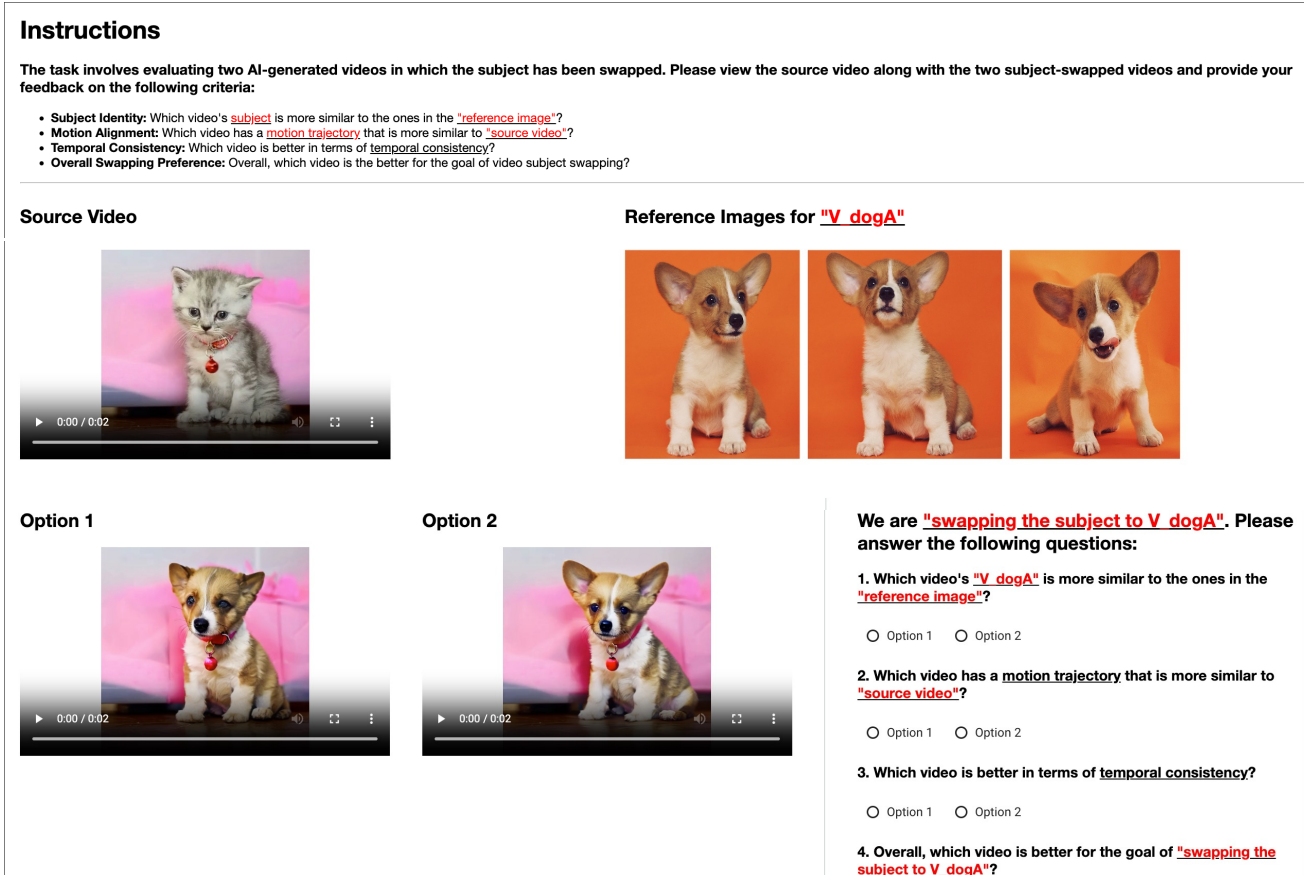 Instructions
The task involves evaluating two AI-generated videos in which the subject has been swapped. Please view the source video along with the two subject-swapped videos and provide your
feedback on the following criteria:
• Subject Identity: Which video's subject is more similar to the ones in the "reference image"?
• Motion Alignment: Which video has a motion trajectory that is more similar to "source video"?
• Temporal Consistency: Which video is better in terms of temporal consistency?
• Overall Swapping Preference: Overall, which video is the better for the goal of video subject swapping?
Source Video
Reference Images for "V_dogA"
0:00 / 0:02
Option 1
Option 2
0:00 / 0:02
0:00 / 0:02
We are "swapping the subject to V_dogA". Please
answer the following questions:
1. Which video's "V_dogA" is more similar to the ones in the
"reference image"?
Option 1 Option 2
2. Which video has a motion trajectory that is more similar to
"source video"?
Option 1 Option 2
3. Which video is better in terms of temporal consistency?
Option 1 Option 2
4. Overall, which video is better for the goal of "swapping the
subject to V_dogA"?